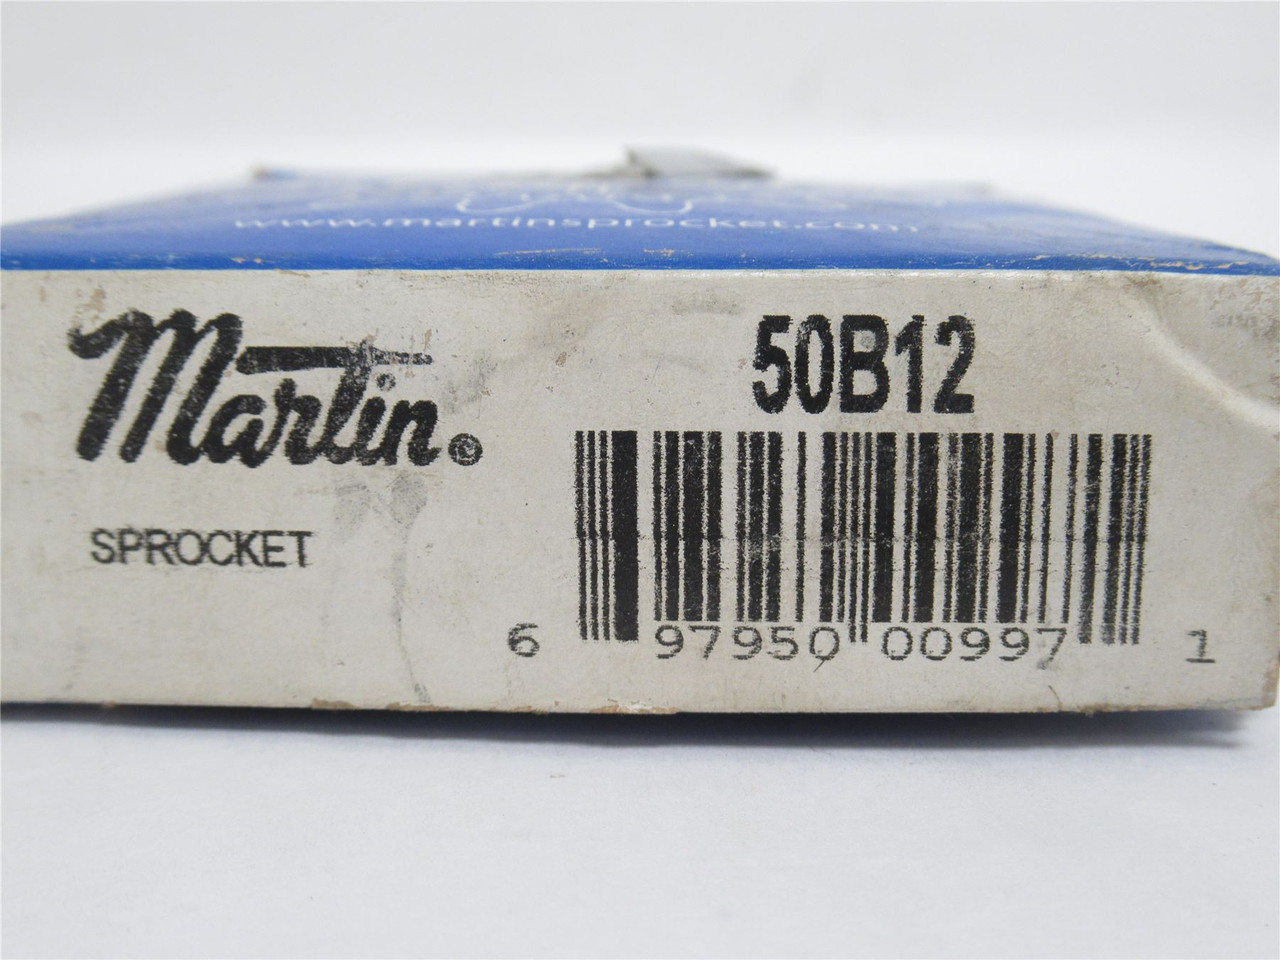 www.martinsprocket.com
Martin®
SPROCKET
50B12
6 97950 00997 1